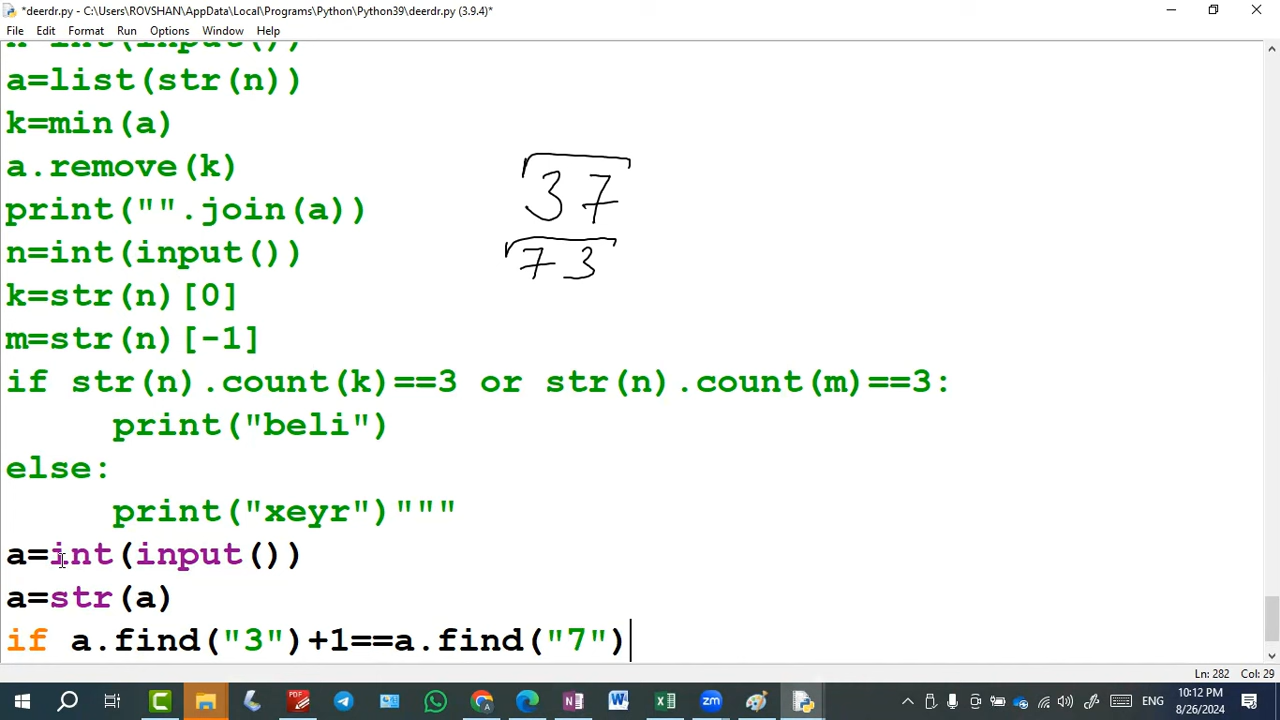 *deerdr.py - C:\Users\ROVSHAN\AppData\Local\Programs\Python\Python39\deerdr.py (3.9.4)*
File Edit Format Run Options Window Help
n=int(input())
a=list(str(n))
k=min(a)
a.remove(k)
print("".join(a))
n=int(input())
k=str(n)[0]
m=str(n)[-1]
if str(n).count(k)==3 or str(n).count(m)==3:
print("beli")
else:
print("xeyr")"""
a=int(input())
a=str(a)
if a.find("3")+1==a.find("7")
37
73
Ln: 282 Col: 29
ENG
10:12 PM
8/26/2024